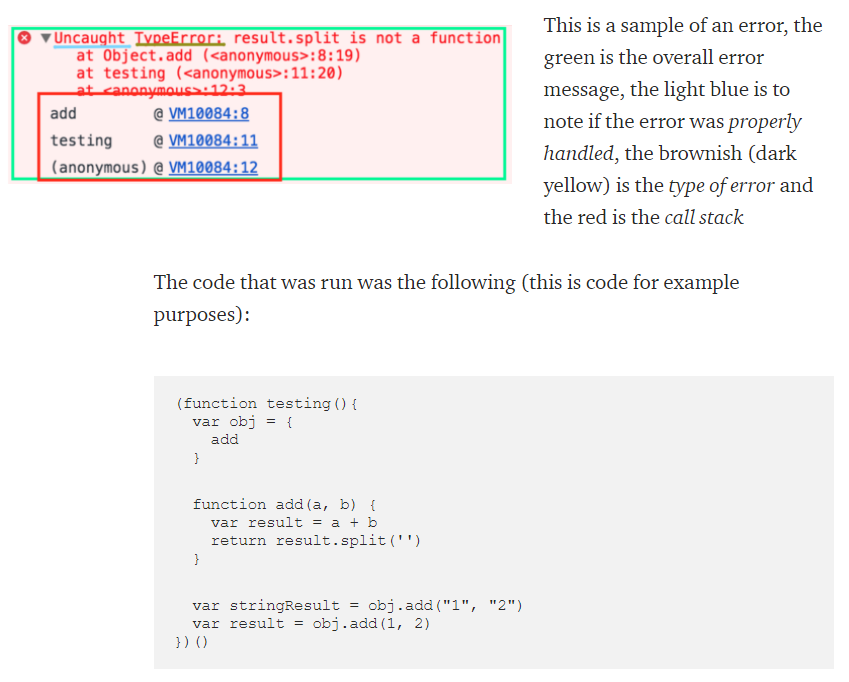 Uncaught TypeError: result.split is not a function
at Object.add (<anonymous>:8:19)
at testing (<anonymous>:11:20)
at <anonymous>:12:3
add @ VM10084:8
testing @ VM10084:11
(anonymous) @ VM10084:12
This is a sample of an error, the
green is the overall error
message, the light blue is to
note if the error was properly
handled, the brownish (dark
yellow) is the type of error and
the red is the call stack
The code that was run was the following (this is code for example
purposes):
(function testing(){
  var obj = {
    add
  }
  function add(a, b) {
    var result = a + b
    return result.split('')
  }
  var stringResult = obj.add("1", "2")
  var result = obj.add(1, 2)
})()